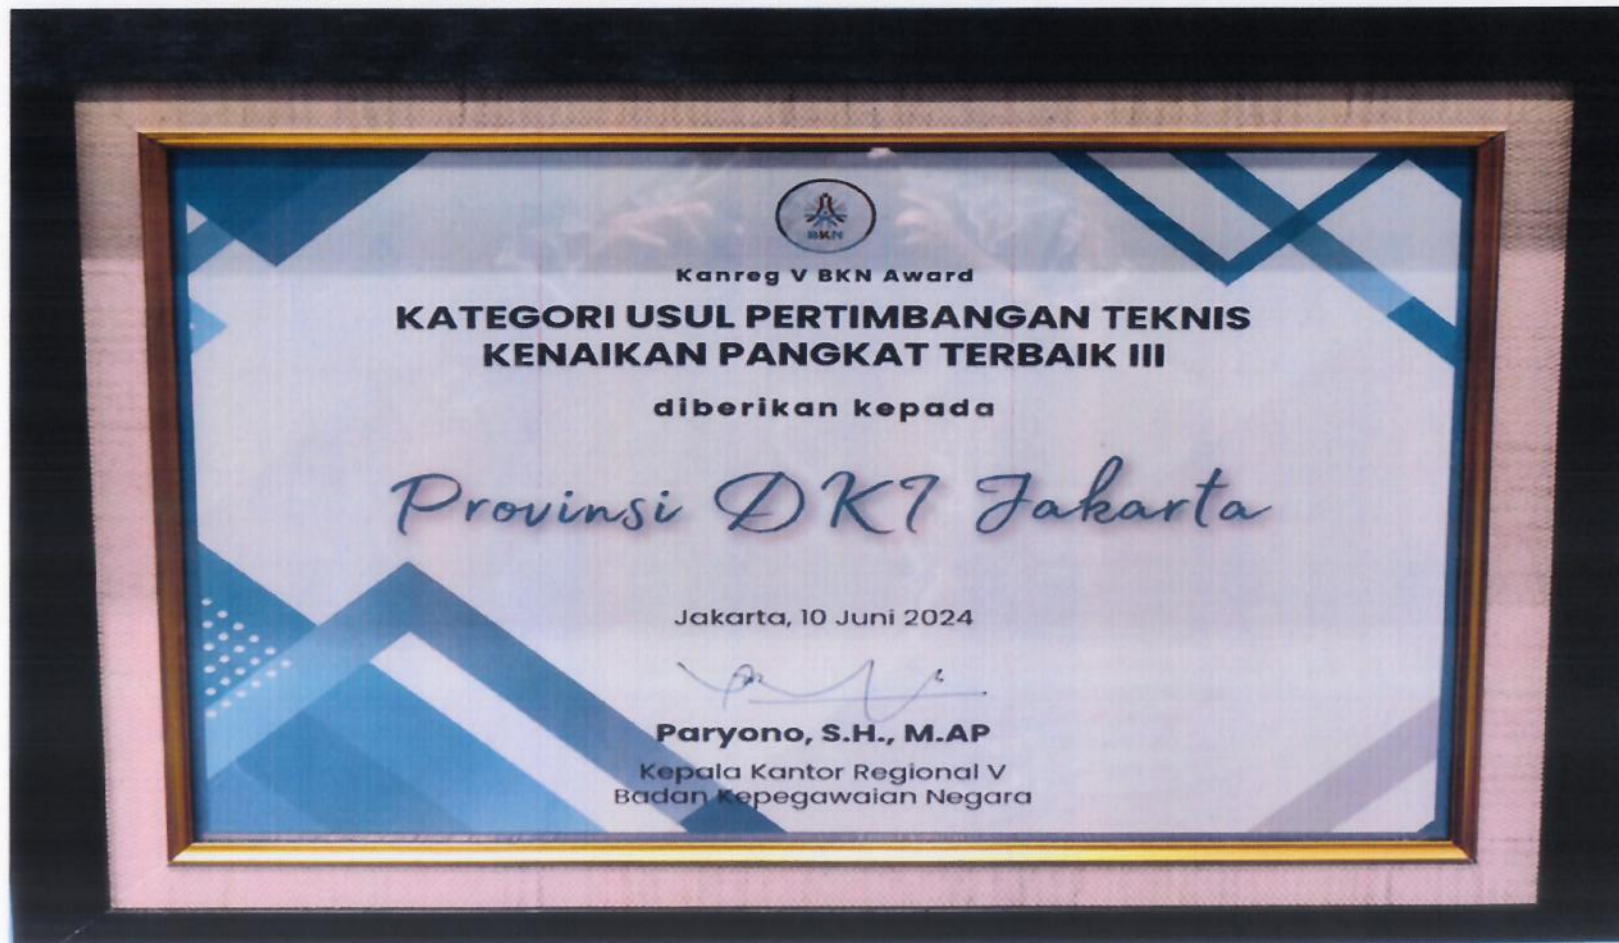 BKN
Kanreg V BKN Award
KATEGORI USUL PERTIMBANGAN TEKNIS
KENAIKAN PANGKAT TERBAIK III
diberikan kepada
Provinsi DKI Jakarta
Jakarta, 10 Juni 2024
Paryono, S.H., M.AP
Kepala Kantor Regional V
Badan Kepegawaian Negara